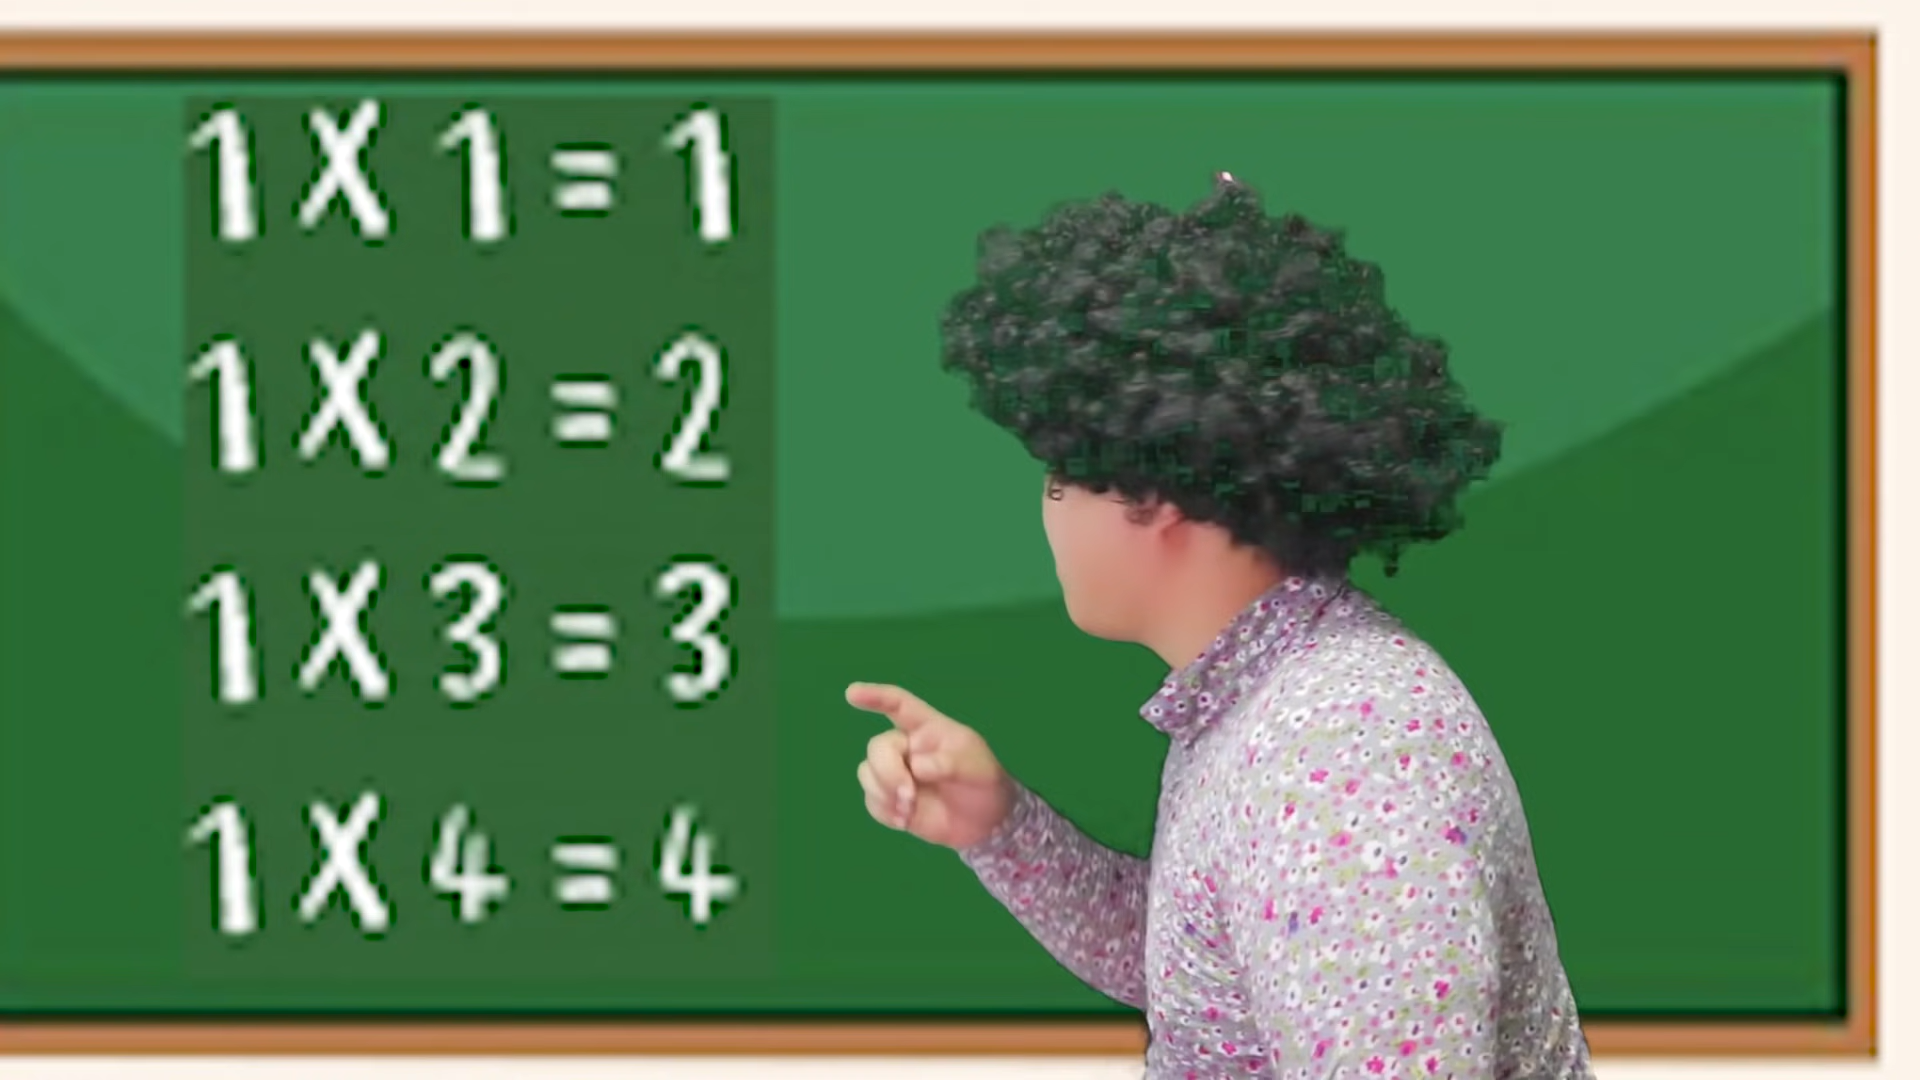 1 X 1 = 1
1 X 2 = 2
1 X 3 = 3
1 X 4 = 4